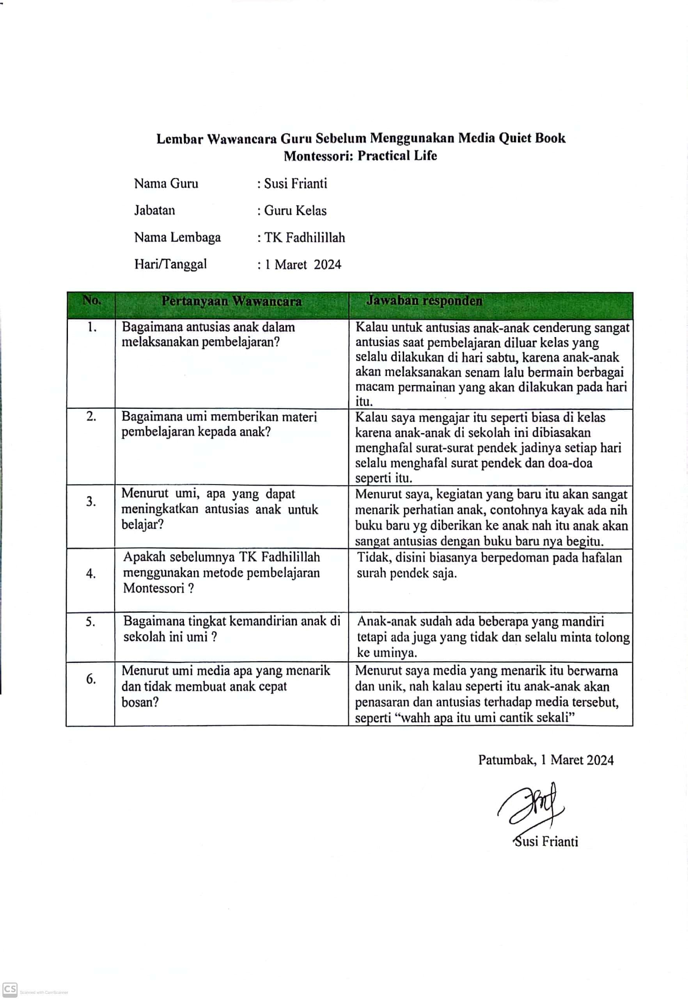 Lembar Wawancara Guru Sebelum Menggunakan Media Quiet Book
Montessori: Practical Life
Nama Guru : Susi Frianti
Jabatan : Guru Kelas
Nama Lembaga : TK Fadhilillah
Hari/Tanggal : 1 Maret 2024
No. Pertanyaan Wawancara Jawaban responden
1. Bagaimana antusias anak dalam
melaksanakan pembelajaran?
Kalau untuk antusias anak-anak cenderung sangat
antusias saat pembelajaran diluar kelas yang
selalu dilakukan di hari sabtu, karena anak-anak
akan melaksanakan senam lalu bermain berbagai
macam permainan yang akan dilakukan pada hari
itu.
2. Bagaimana umi memberikan materi
pembelajaran kepada anak?
Kalau saya mengajar itu seperti biasa di kelas
karena anak-anak di sekolah ini dibiasakan
menghafal surat-surat pendek jadinya setiap hari
selalu menghafal surat pendek dan doa-doa
seperti itu.
3. Menurut umi, apa yang dapat
meningkatkan antusias anak untuk
belajar?
Menurut saya, kegiatan yang baru itu akan sangat
menarik perhatian anak, contohnya kayak ada nih
buku baru yg diberikan ke anak nah itu anak akan
sangat antusias dengan buku baru nya begitu.
4. Apakah sebelumnya TK Fadhilillah
menggunakan metode pembelajaran
Montessori ?
Tidak, disini biasanya berpedoman pada hafalan
surah pendek saja.
5. Bagaimana tingkat kemandirian anak di
sekolah ini umi ?
Anak-anak sudah ada beberapa yang mandiri
tetapi ada juga yang tidak dan selalu minta tolong
ke uminya.
6. Menurut umi media apa yang menarik
dan tidak membuat anak cepat
bosan?
Menurut saya media yang menarik itu berwarna
dan unik, nah kalau seperti itu anak-anak akan
penasaran dan antusias terhadap media tersebut,
seperti “wahh apa itu umi cantik sekali”
Patumbak, 1 Maret 2024
Susi Frianti
CS Scanned with CamScanner